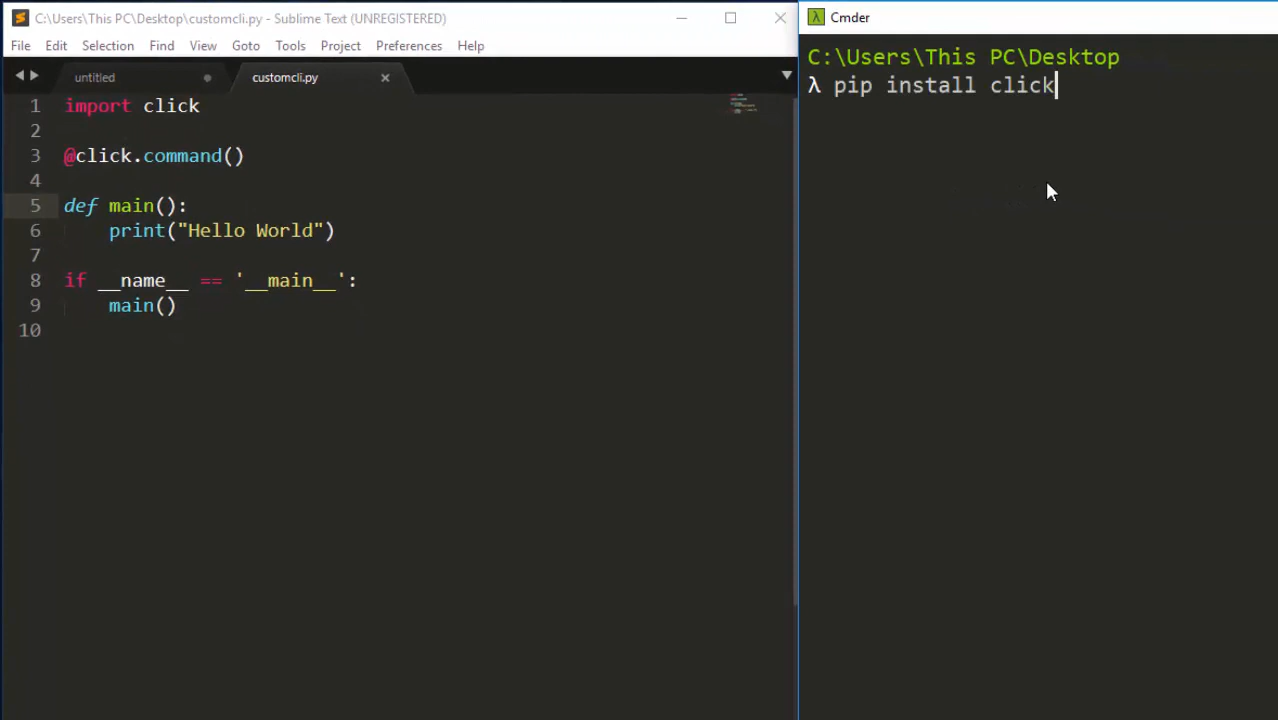 C:\Users\This PC\Desktop\customcli.py - Sublime Text (UNREGISTERED)
File Edit Selection Find View Goto Tools Project Preferences Help
untitled customcli.py
1 import click
2
3 @click.command()
4
5 def main():
6     print("Hello World")
7
8 if __name__ == '__main__':
9     main()
10
Cmder
C:\Users\This PC\Desktop
λ pip install click